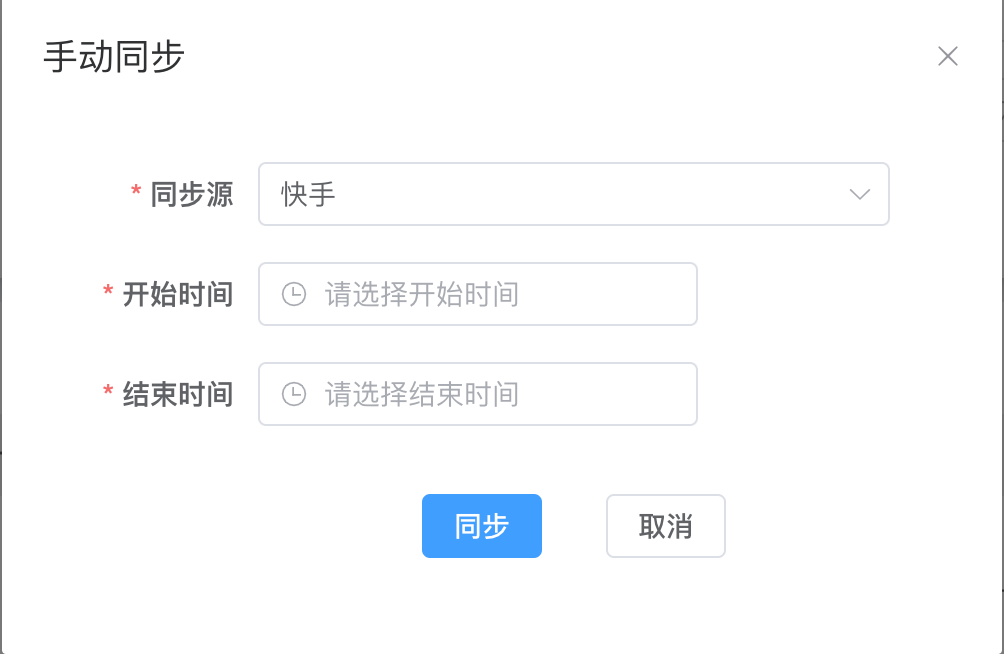 手动同步
* 同步源 快手
* 开始时间 请选择开始时间
* 结束时间 请选择结束时间
同步 取消